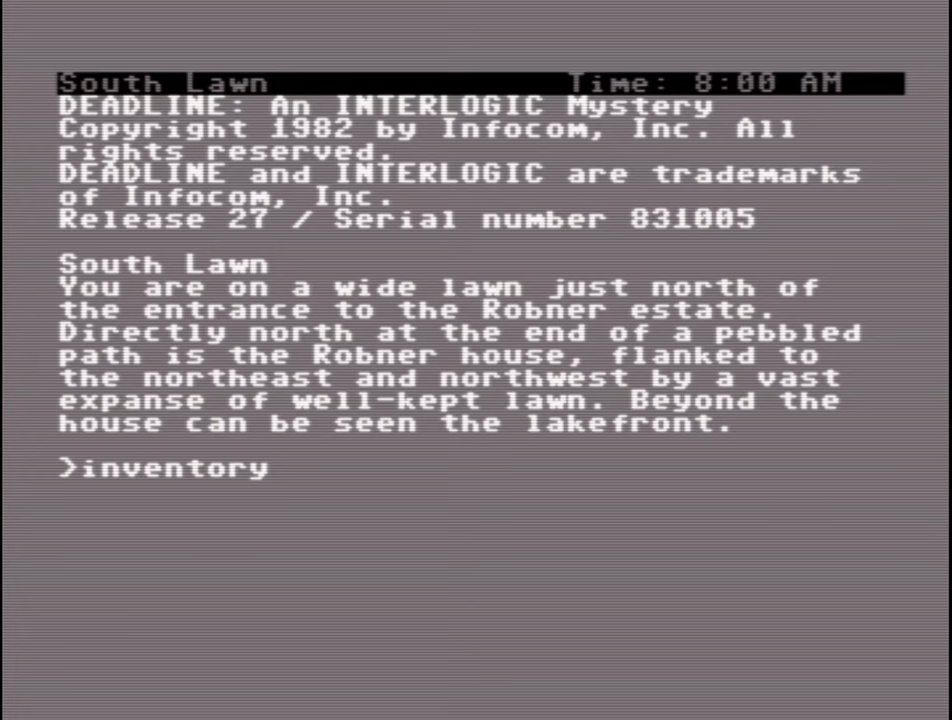 South Lawn Time: 8:00 AM
DEADLINE: An INTERLOGIC Mystery
Copyright 1982 by Infocom, Inc. All
rights reserved.
DEADLINE and INTERLOGIC are trademarks
of Infocom, Inc.
Release 27 / Serial number 831005
South Lawn
You are on a wide lawn just north of
the entrance to the Robner estate.
Directly north at the end of a pebbled
path is the Robner house, flanked to
the northeast and northwest by a vast
expanse of well-kept lawn. Beyond the
house can be seen the lakefront.
>inventory